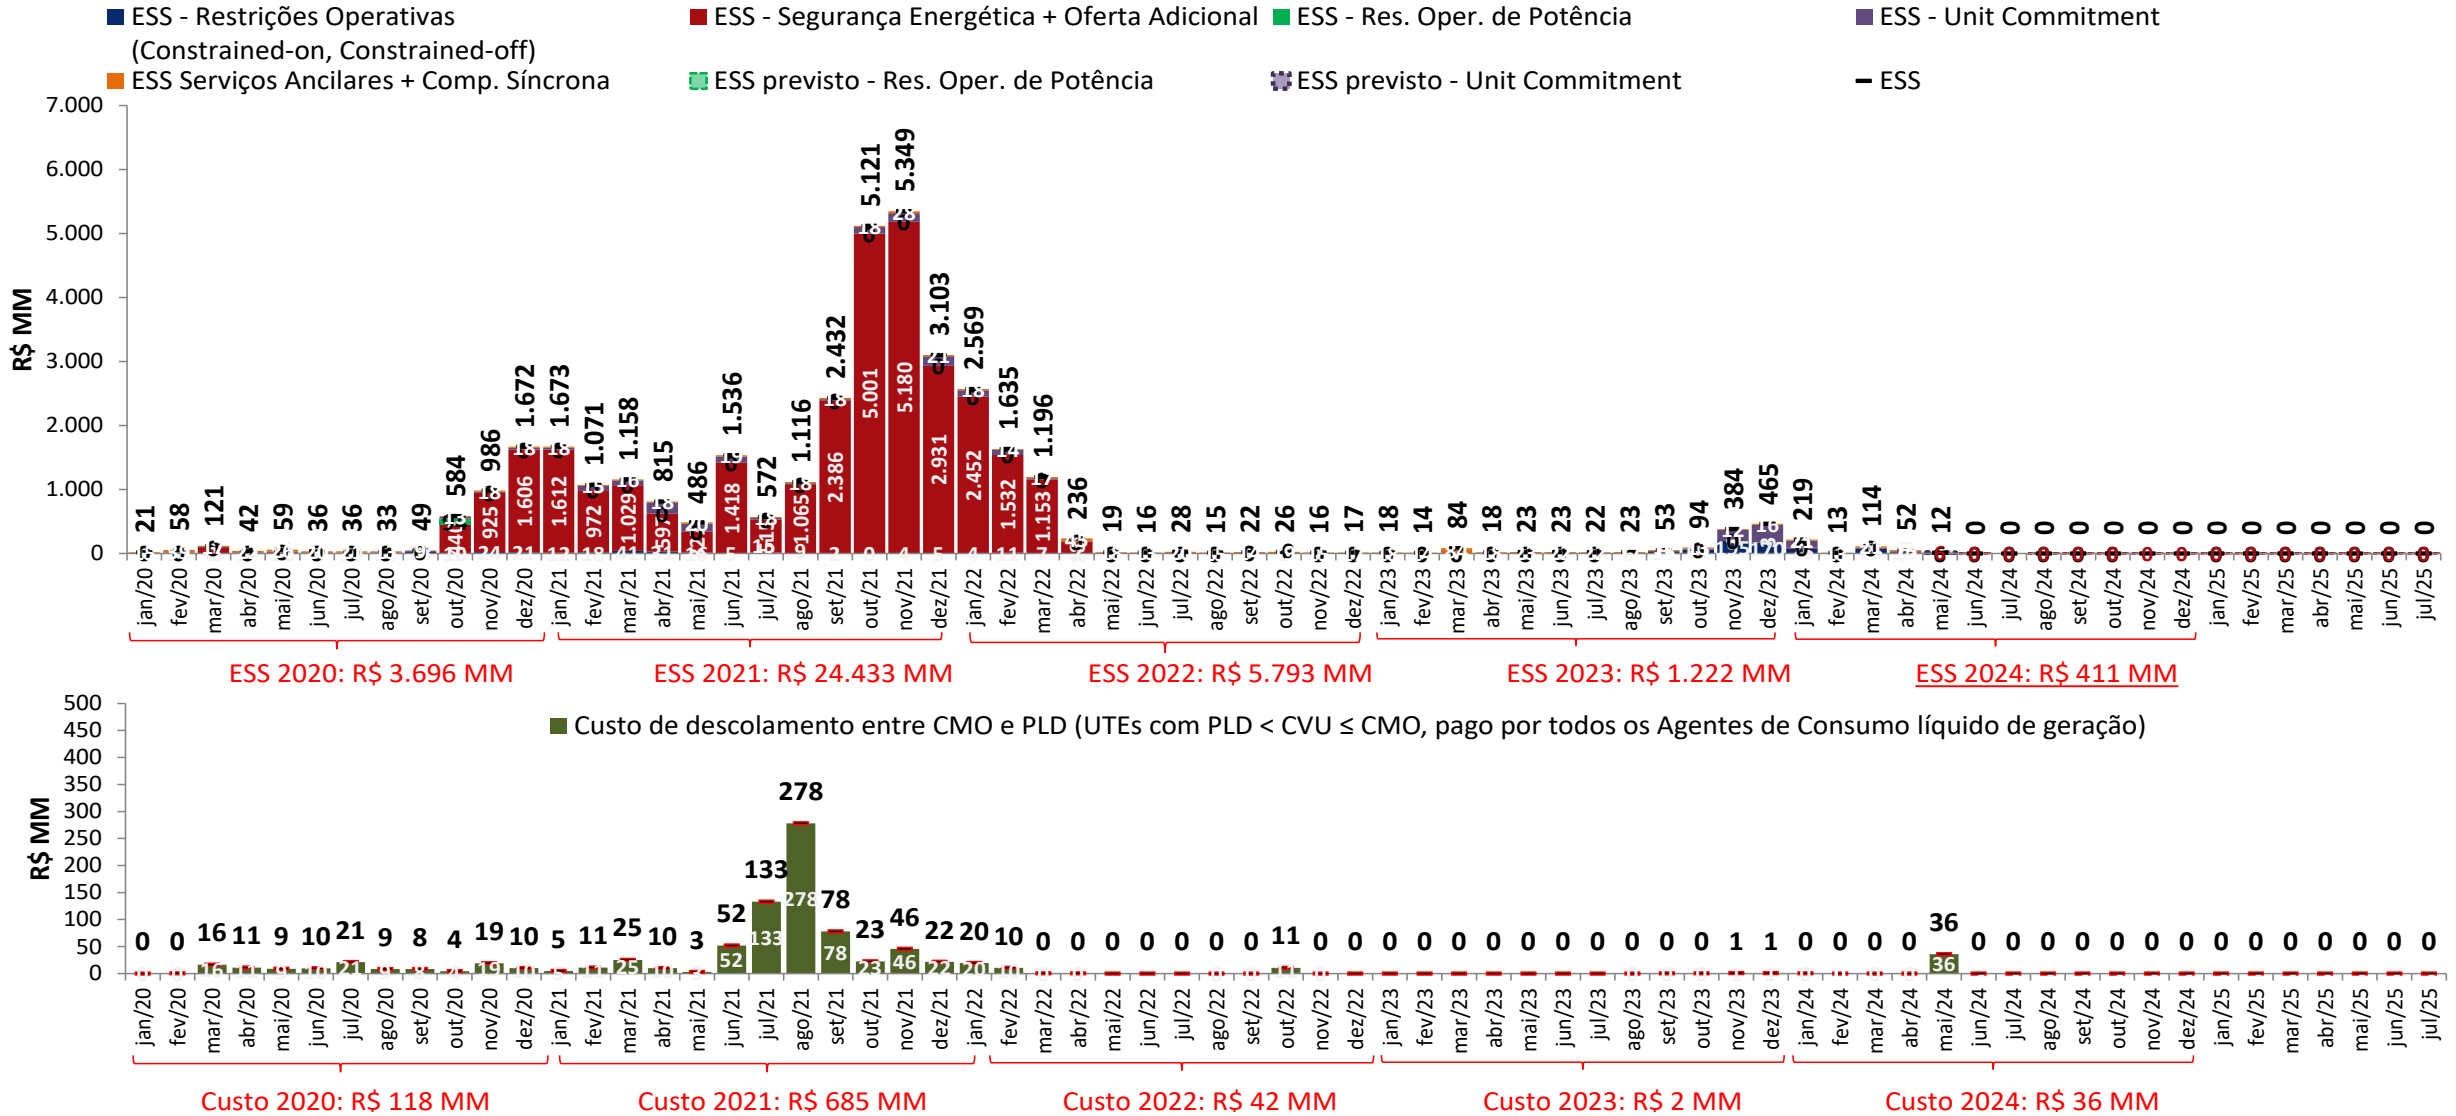 ESS - Restrições Operativas
(Constrained-on, Constrained-off)
ESS - Segurança Energética + Oferta Adicional
ESS - Res. Oper. de Potência
ESS - Unit Commitment
ESS Serviços Ancilares + Comp. Síncrona
ESS previsto - Res. Oper. de Potência
ESS previsto - Unit Commitment
ESS
R$ MM
7.000
6.000
5.000
4.000
3.000
2.000
1.000
0
21 58 121 42 59 36 36 33 49 584 986 1.672 1.673 1.071 1.158 815 486 1.536 572 1.116 2.432 5.121 5.349 3.103 2.569 1.635 1.196 236 19 16 28 15 22 26 16 17 18 14 84 18 23 23 22 23 53 94 384 465 219 13 114 52 12 0 0 0 0 0 0 0 0 0 0 0 0 0 0
925 1.606 1.612 972 1.029 1.418 1.065 2.386 5.001 5.180 2.931 2.452 1.532 1.153
18 18 18 15 16 18 20 18 18 18 28 21 18 14 17
jan/20 fev/20 mar/20 abr/20 mai/20 jun/20 jul/20 ago/20 set/20 out/20 nov/20 dez/20 jan/21 fev/21 mar/21 abr/21 mai/21 jun/21 jul/21 ago/21 set/21 out/21 nov/21 dez/21 jan/22 fev/22 mar/22 abr/22 mai/22 jun/22 jul/22 ago/22 set/22 out/22 nov/22 dez/22 jan/23 fev/23 mar/23 abr/23 mai/23 jun/23 jul/23 ago/23 set/23 out/23 nov/23 dez/23 jan/24 fev/24 mar/24 abr/24 mai/24 jun/24 jul/24 ago/24 set/24 out/24 nov/24 dez/24 jan/25 fev/25 mar/25 abr/25 mai/25 jun/25 jul/25
ESS 2020: R$ 3.696 MM
ESS 2021: R$ 24.433 MM
ESS 2022: R$ 5.793 MM
ESS 2023: R$ 1.222 MM
ESS 2024: R$ 411 MM
Custo de descolamento entre CMO e PLD (UTEs com PLD < CVU ≤ CMO, pago por todos os Agentes de Consumo líquido de geração)
R$ MM
500
450
400
350
300
250
200
150
100
50
0
0 0 16 11 9 10 21 9 8 4 19 10 5 11 25 10 3 52 133 278 78 23 46 22 20 10 0 0 0 0 0 0 0 11 0 0 0 0 0 0 0 0 0 0 0 0 1 1 0 0 0 0 36 0 0 0 0 0 0 0 0 0 0 0 0 0 0
16 21 19 25 52 133 278 78 23 46 22 20 36
jan/20 fev/20 mar/20 abr/20 mai/20 jun/20 jul/20 ago/20 set/20 out/20 nov/20 dez/20 jan/21 fev/21 mar/21 abr/21 mai/21 jun/21 jul/21 ago/21 set/21 out/21 nov/21 dez/21 jan/22 fev/22 mar/22 abr/22 mai/22 jun/22 jul/22 ago/22 set/22 out/22 nov/22 dez/22 jan/23 fev/23 mar/23 abr/23 mai/23 jun/23 jul/23 ago/23 set/23 out/23 nov/23 dez/23 jan/24 fev/24 mar/24 abr/24 mai/24 jun/24 jul/24 ago/24 set/24 out/24 nov/24 dez/24 jan/25 fev/25 mar/25 abr/25 mai/25 jun/25 jul/25
Custo 2020: R$ 118 MM
Custo 2021: R$ 685 MM
Custo 2022: R$ 42 MM
Custo 2023: R$ 2 MM
Custo 2024: R$ 36 MM